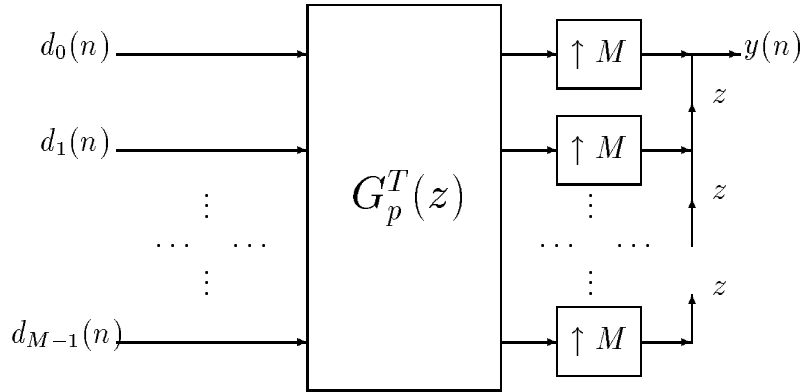 d_0(n) ↑ M y(n)
z
d_1(n) ↑ M
⋮ G_p^T(z) ⋮ z
⋯ ⋯ ⋯ ⋯
⋮ ⋮ z
d_{M−1}(n) ↑ M